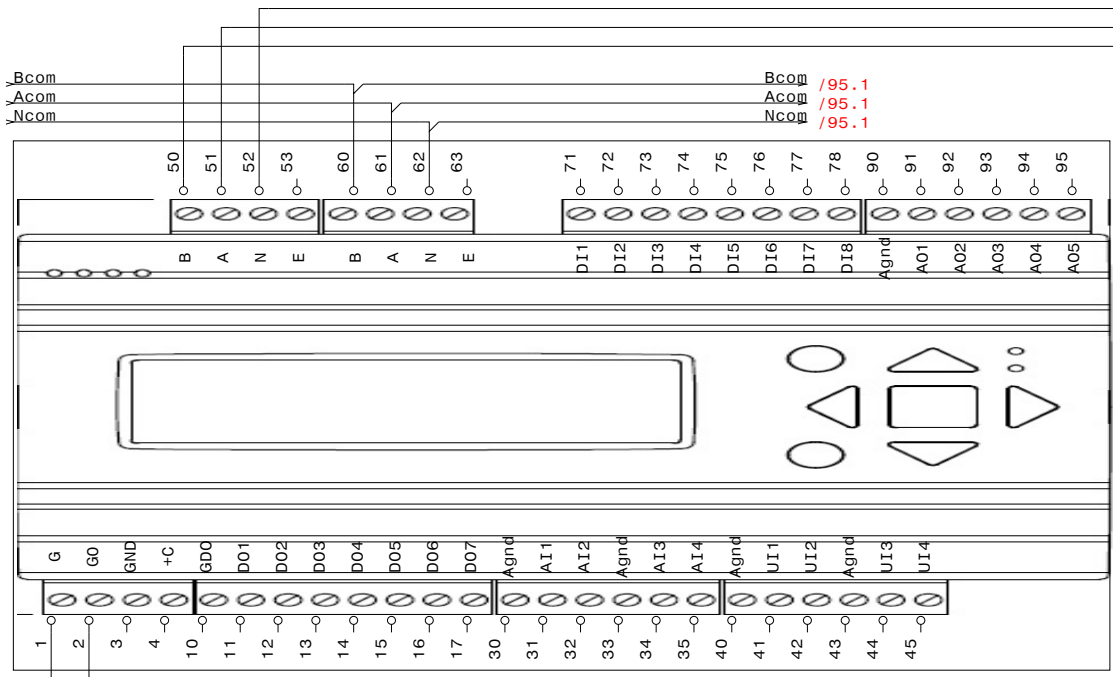 Bcom Bcom /95.1
Acom Acom /95.1
Ncom Ncom /95.1
50 51 52 53 60 61 62 63 71 72 73 74 75 76 77 78 90 91 92 93 94 95
B A N E B A N E DI1 DI2 DI3 DI4 DI5 DI6 DI7 DI8 Agnd AO1 AO2 AO3 AO4 AO5
G G0 GND +C GDO DO1 DO2 DO3 DO4 DO5 DO6 DO7 Agnd AI1 AI2 Agnd AI3 AI4 Agnd UI1 UI2 Agnd UI3 UI4
1 2 3 4 10 11 12 13 14 15 16 17 30 31 32 33 34 35 40 41 42 43 44 45